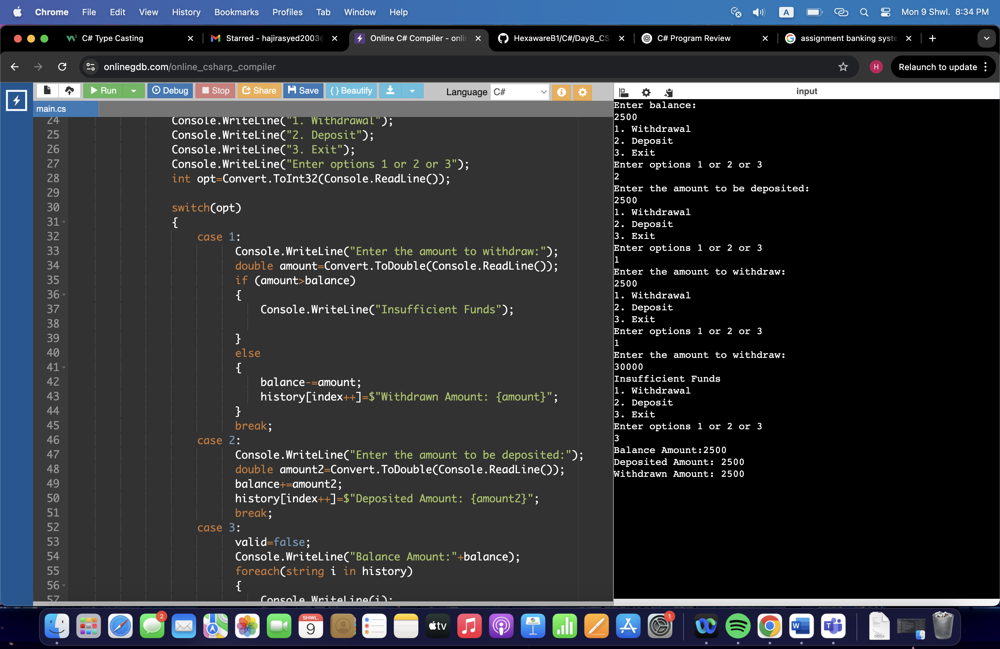 Chrome File Edit View History Bookmarks Profiles Tab Window Help A Mon 9 Shwl. 8:34 PM
C# Type Casting Starred - hajirasyed2003@ Online C# Compiler - onlin HexawareB1/C#/Day8_CS C# Program Review assignment banking syste
onlinegdb.com/online_csharp_compiler H Relaunch to update
Run Debug Stop Share Save {} Beautify Language C#
main.cs
24 Console.WriteLine("1. Withdrawal");
25 Console.WriteLine("2. Deposit");
26 Console.WriteLine("3. Exit");
27 Console.WriteLine("Enter options 1 or 2 or 3");
28 int opt=Convert.ToInt32(Console.ReadLine());
29
30 switch(opt)
31 {
32 case 1:
33 Console.WriteLine("Enter the amount to withdraw:");
34 double amount=Convert.ToDouble(Console.ReadLine());
35 if (amount>balance)
36 {
37 Console.WriteLine("Insufficient Funds");
38
39 }
40 else
41 {
42 balance-=amount;
43 history[index++]=$"Withdrawn Amount: {amount}";
44 }
45 break;
46 case 2:
47 Console.WriteLine("Enter the amount to be deposited:");
48 double amount2=Convert.ToDouble(Console.ReadLine());
49 balance+=amount2;
50 history[index++]=$"Deposited Amount: {amount2}";
51 break;
52 case 3:
53 valid=false;
54 Console.WriteLine("Balance Amount:"+balance);
55 foreach(string i in history)
56 {
57 Console.WriteLine(i);
input
Enter balance:
2500
1. Withdrawal
2. Deposit
3. Exit
Enter options 1 or 2 or 3
2
Enter the amount to be deposited:
2500
1. Withdrawal
2. Deposit
3. Exit
Enter options 1 or 2 or 3
1
Enter the amount to withdraw:
2500
1. Withdrawal
2. Deposit
3. Exit
Enter options 1 or 2 or 3
1
Enter the amount to withdraw:
30000
Insufficient Funds
1. Withdrawal
2. Deposit
3. Exit
Enter options 1 or 2 or 3
3
Balance Amount:2500
Deposited Amount: 2500
Withdrawn Amount: 2500
2 SHWL. 9 tv 1 W T DOCX